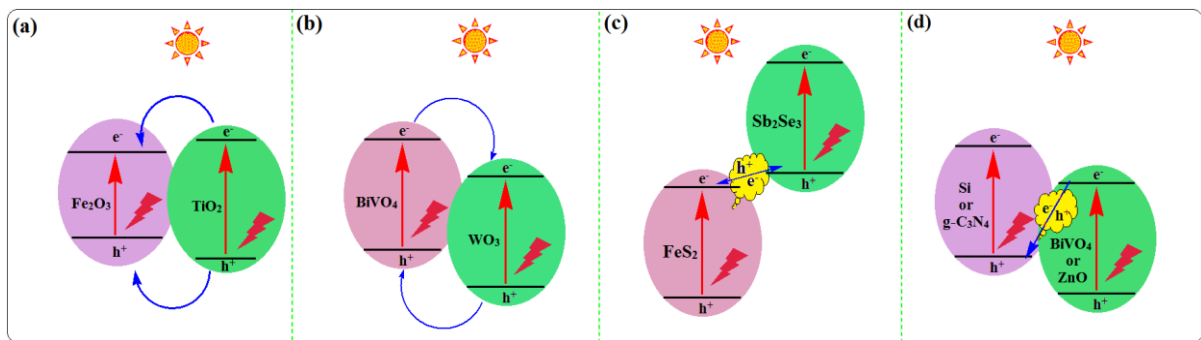 (a)
e-
e-
Fe2O3
TiO2
h+
h+
(b)
e-
e-
BiVO4
WO3
h+
h+
(c)
e-
Sb2Se3
h+
e-
h+
e-
FeS2
h+
(d)
e-
Si
or
g-C3N4
h+
e-
e-
h+
BiVO4
or
ZnO
h+